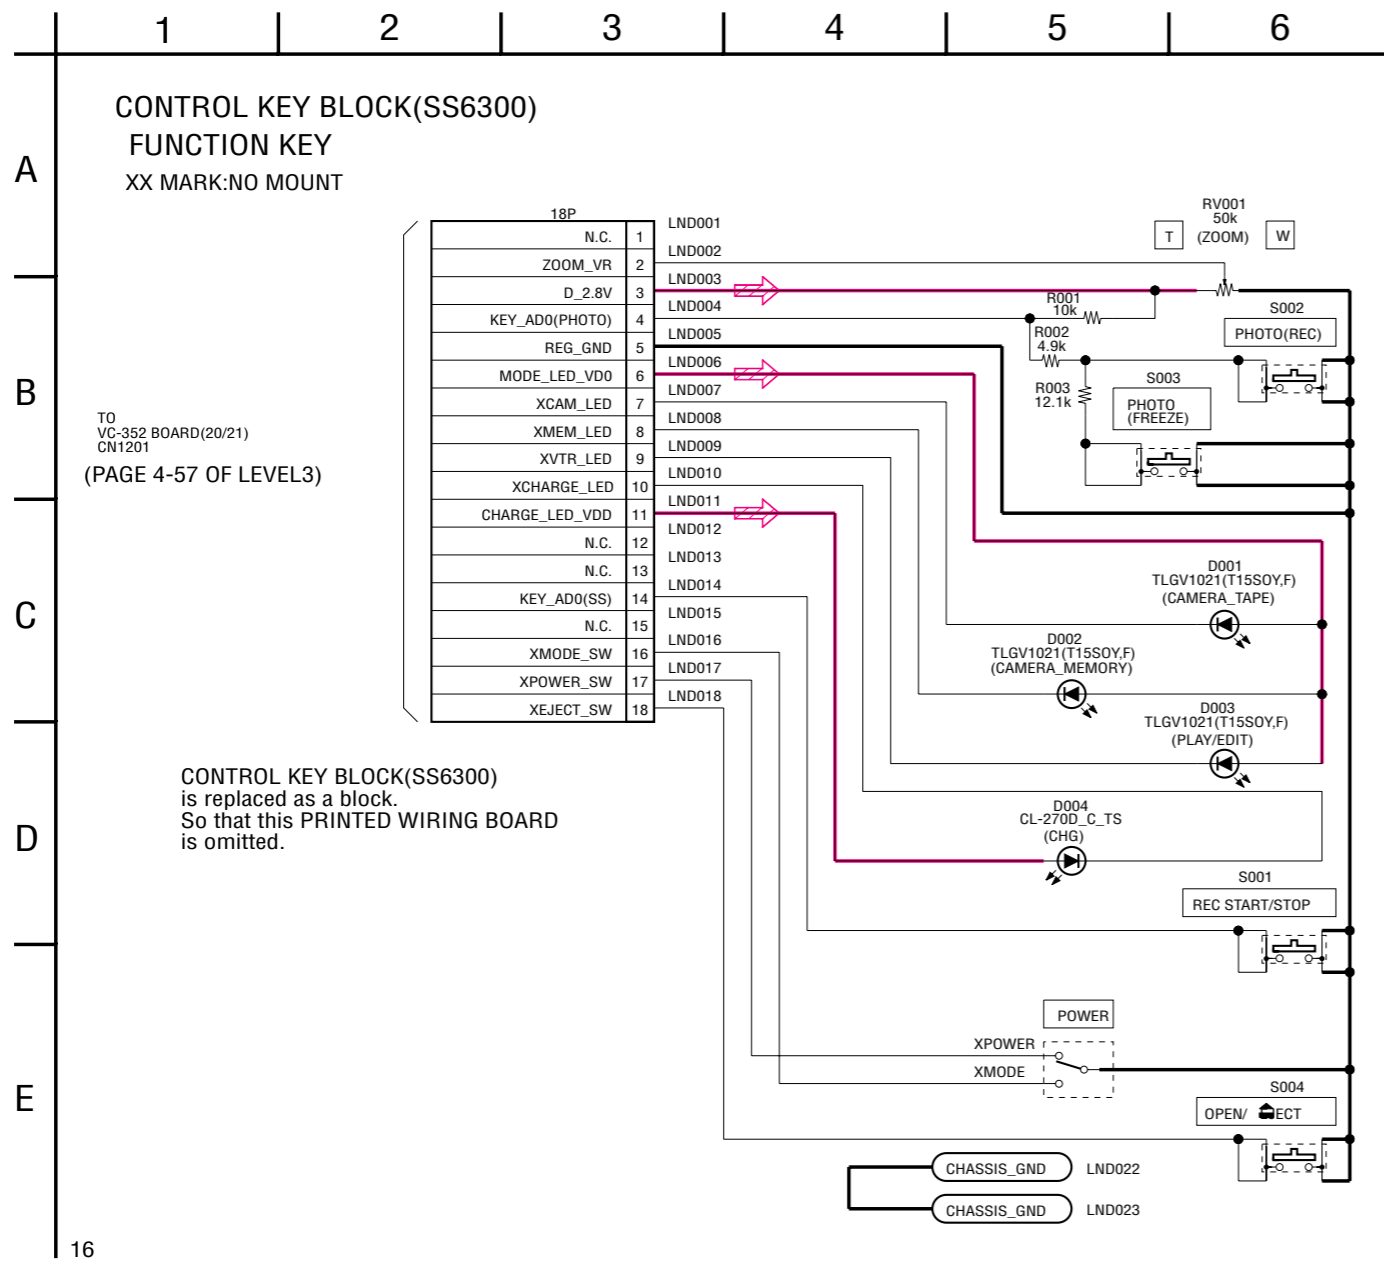 1 2 3 4 5 6
CONTROL KEY BLOCK(SS6300)
FUNCTION KEY
XX MARK:NO MOUNT
A
B
C
D
E
18P
N.C. 1 LND001
ZOOM_VR 2 LND002
D_2.8V 3 LND003
KEY_AD0(PHOTO) 4 LND004
REG_GND 5 LND005
MODE_LED_VD0 6 LND006
XCAM_LED 7 LND007
XMEM_LED 8 LND008
XVTR_LED 9 LND009
XCHARGE_LED 10 LND010
CHARGE_LED_VDD 11 LND011
N.C. 12 LND012
N.C. 13 LND013
KEY_AD0(SS) 14 LND014
N.C. 15 LND015
XMODE_SW 16 LND016
XPOWER_SW 17 LND017
XEJECT_SW 18 LND018
TO
VC-352 BOARD(20/21)
CN1201
(PAGE 4-57 OF LEVEL3)
RV001
50k
T (ZOOM) W
R001
10k
R002
4.9k
R003
12.1k
S002
PHOTO(REC)
S003
PHOTO
(FREEZE)
D001
TLGV1021(T15SOY,F)
(CAMERA_TAPE)
D002
TLGV1021(T15SOY,F)
(CAMERA_MEMORY)
D003
TLGV1021(T15SOY,F)
(PLAY/EDIT)
D004
CL-270D_C_TS
(CHG)
CONTROL KEY BLOCK(SS6300)
is replaced as a block.
So that this PRINTED WIRING BOARD
is omitted.
S001
REC START/STOP
POWER
XPOWER
XMODE
S004
OPEN/ ECT
CHASSIS_GND LND022
CHASSIS_GND LND023
16